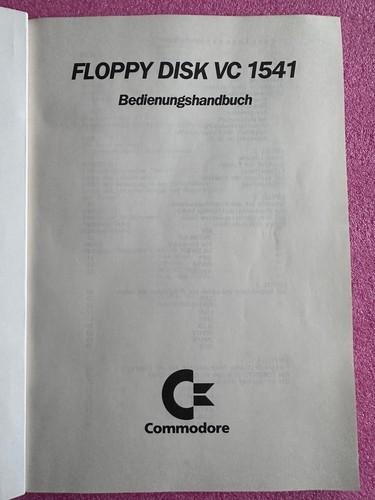 FLOPPY DISK VC 1541
Bedienungshandbuch
Commodore